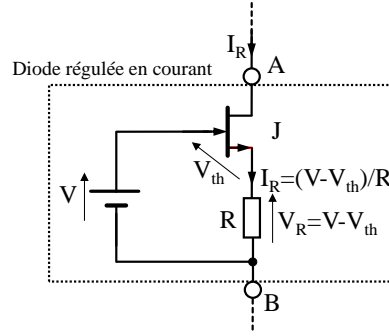 I_R
A
Diode régulée en courant
J
V_th
I_R=(V-V_th)/R
V
R
V_R=V-V_th
B